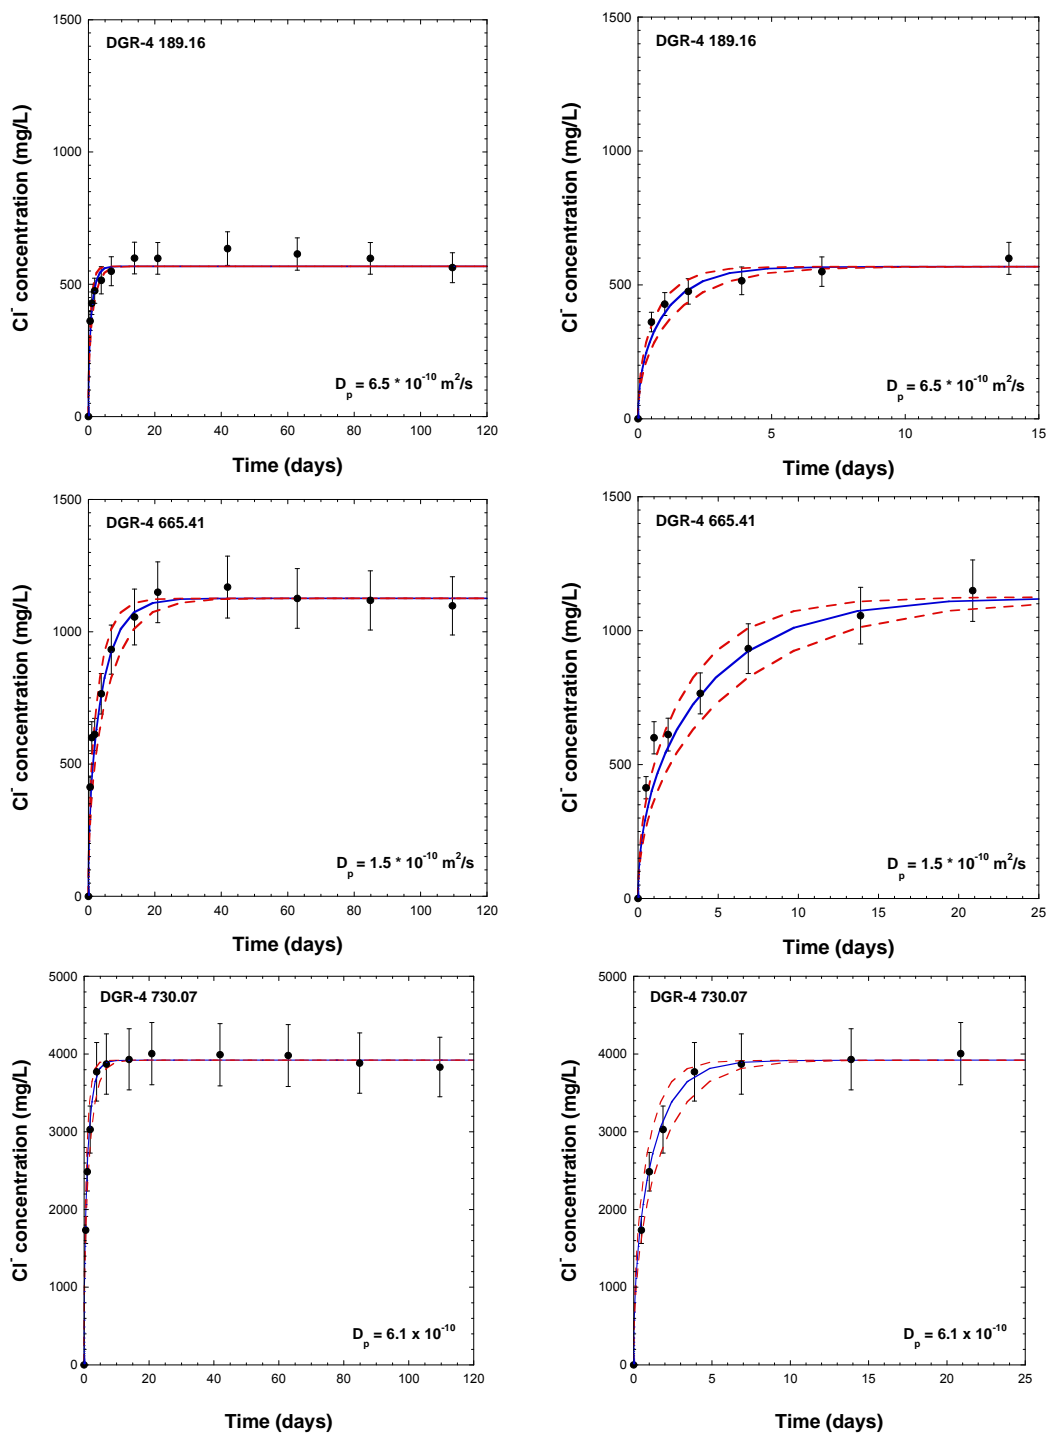 DGR-4 189.16
Cl⁻ concentration (mg/L)
1500
1000
500
0
D_p = 6.5 * 10⁻¹⁰ m²/s
0 20 40 60 80 100 120
Time (days)
DGR-4 189.16
Cl⁻ concentration (mg/L)
1500
1000
500
0
D_p = 6.5 * 10⁻¹⁰ m²/s
0 5 10 15
Time (days)
DGR-4 665.41
Cl⁻ concentration (mg/L)
1500
1000
500
0
D_p = 1.5 * 10⁻¹⁰ m²/s
0 20 40 60 80 100 120
Time (days)
DGR-4 665.41
Cl⁻ concentration (mg/L)
1500
1000
500
0
D_p = 1.5 * 10⁻¹⁰ m²/s
0 5 10 15 20 25
Time (days)
DGR-4 730.07
Cl⁻ concentration (mg/L)
5000
4000
3000
2000
1000
0
D_p = 6.1 x 10⁻¹⁰
0 20 40 60 80 100 120
Time (days)
DGR-4 730.07
Cl⁻ concentration (mg/L)
5000
4000
3000
2000
1000
0
D_p = 6.1 x 10⁻¹⁰
0 5 10 15 20 25
Time (days)